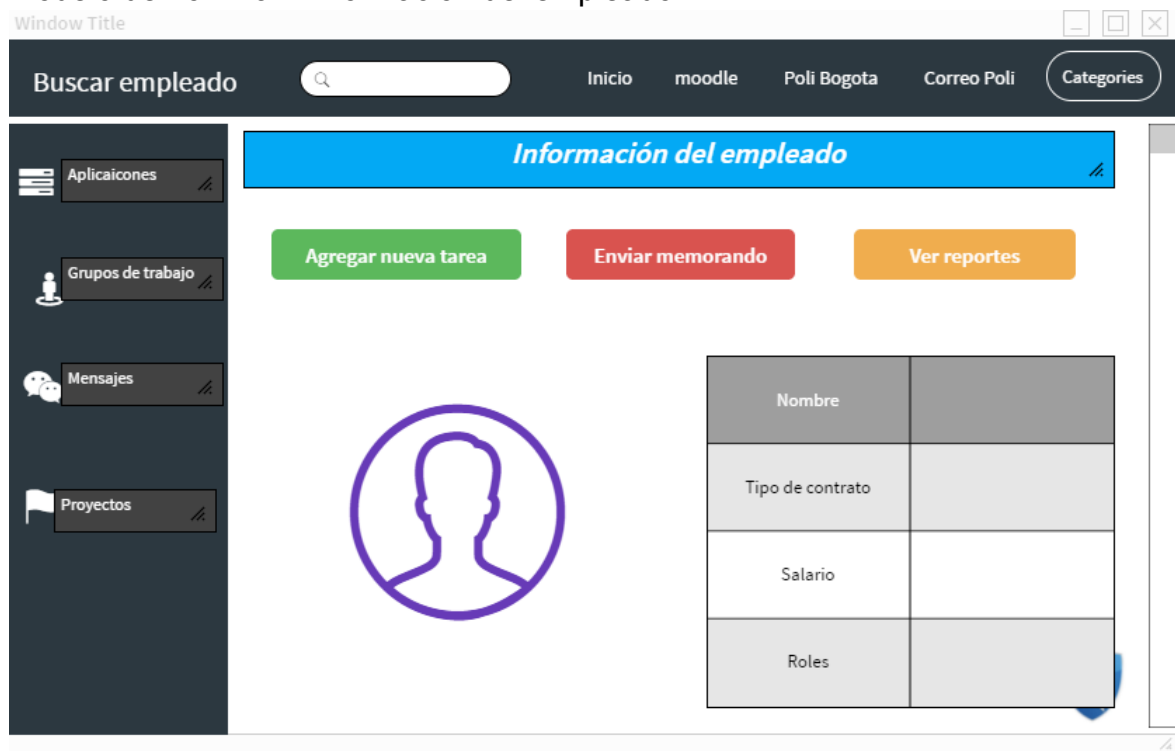 Window Title
Buscar empleado
Inicio
moodle
Poli Bogota
Correo Poli
Categories
Información del empleado
Aplicaicones
Grupos de trabajo
Mensajes
Proyectos
Agregar nueva tarea
Enviar memorando
Ver reportes
Nombre
Tipo de contrato
Salario
Roles